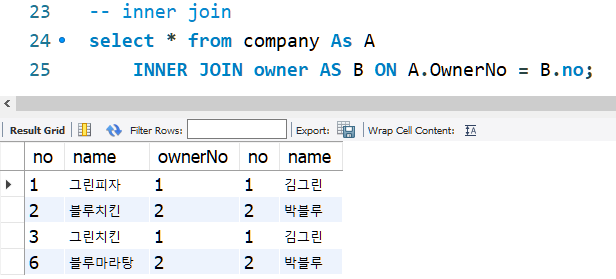 23 -- inner join
24 select * from company As A
25 INNER JOIN owner AS B ON A.OwnerNo = B.no;
Result Grid Filter Rows: Export: Wrap Cell Content: IA
no name ownerNo no name
1 그린피자 1 1 김그린
2 블루치킨 2 2 박블루
3 그린치킨 1 1 김그린
6 블루마라탕 2 2 박블루